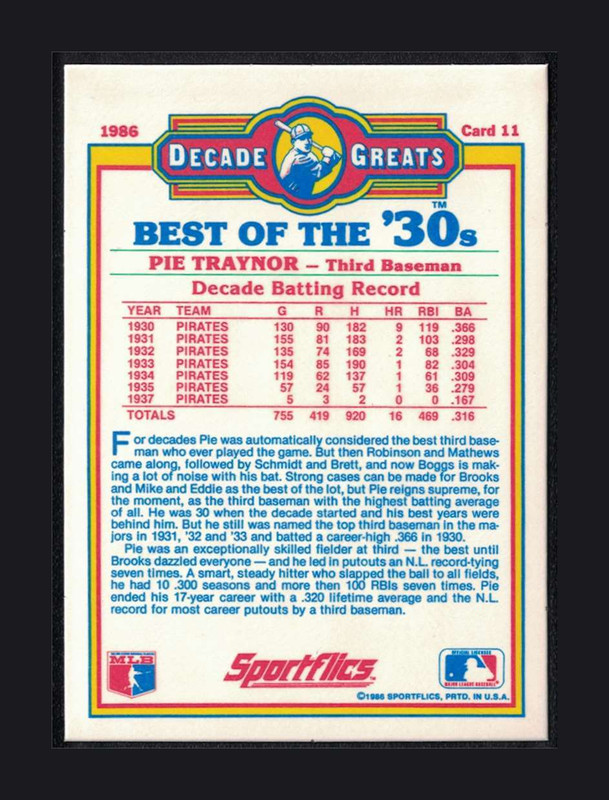 1986 Card 11
DECADE GREATS
BEST OF THE '30s™
PIE TRAYNOR – Third Baseman
Decade Batting Record
YEAR TEAM G R H HR RBI BA
1930 PIRATES 130 90 182 9 119 .366
1931 PIRATES 155 81 183 2 103 .298
1932 PIRATES 135 74 169 2 68 .329
1933 PIRATES 154 85 190 1 82 .304
1934 PIRATES 119 62 137 1 61 .309
1935 PIRATES 57 24 57 1 36 .279
1937 PIRATES 5 3 2 0 0 .167
TOTALS 755 419 920 16 469 .316
For decades Pie was automatically considered the best third base-
man who ever played the game. But then Robinson and Mathews
came along, followed by Schmidt and Brett, and now Boggs is mak-
ing a lot of noise with his bat. Strong cases can be made for Brooks
and Mike and Eddie as the best of the lot, but Pie reigns supreme, for
the moment, as the third baseman with the highest batting average
of all. He was 30 when the decade started and his best years were
behind him. But he still was named the top third baseman in the ma-
jors in 1931, '32 and '33 and batted a career-high .366 in 1930.
Pie was an exceptionally skilled fielder at third — the best until
Brooks dazzled everyone — and he led in putouts an N.L. record-tying
seven times. A smart, steady hitter who slapped the ball to all fields,
he had 10 .300 seasons and more then 100 RBIs seven times. Pie
ended his 17-year career with a .320 lifetime average and the N.L.
record for most career putouts by a third baseman.
MLB
Sportflics™
OFFICIAL LICENSEE
MAJOR LEAGUE BASEBALL
©1986 SPORTFLICS, PRTD. IN U.S.A.